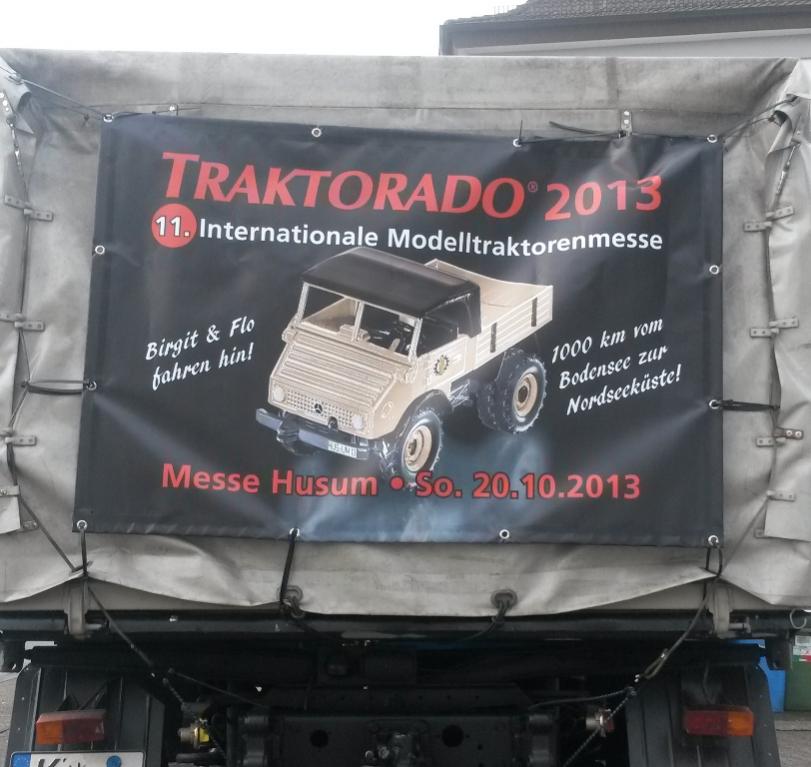 TRAKTORADO® 2013
11. Internationale Modelltraktorenmesse
Birgit & Flo
fahren hin!
1000 km vom
Bodensee zur
Nordseeküste!
Messe Husum • So. 20.10.2013